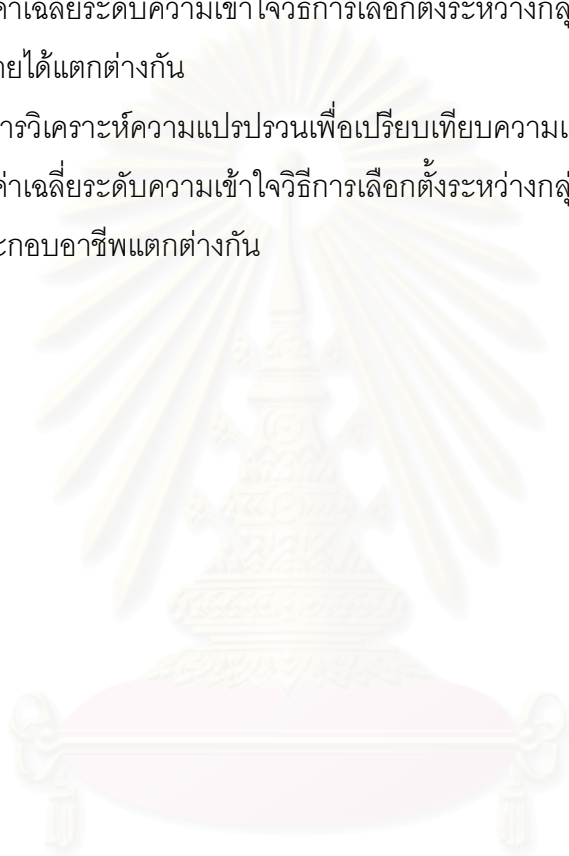 ค่าเฉลี่ยระดับความเข้าใจวิธีการเลือกตั้งระหว่างกลุ่
ายได้แตกต่างกัน
ารวิเคราะห์ความแปรปรวนเพื่อเปรียบเทียบความแ
ค่าเฉลี่ยระดับความเข้าใจวิธีการเลือกตั้งระหว่างกลุ่
ะกอบอาชีพแตกต่างกัน